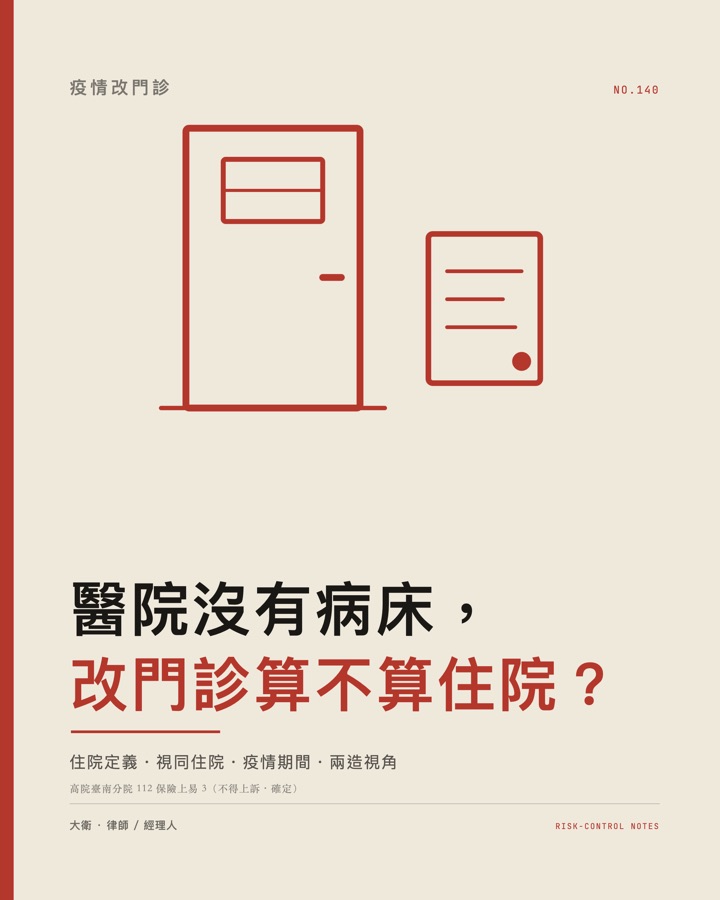 疫情改門診
NO.140
醫院沒有病床，
改門診算不算住院？
住院定義・視同住院・疫情期間・兩造視角
高院臺南分院 112 保險上易 3（不得上訴・確定）
大衛 · 律師 / 經理人
RISK-CONTROL NOTES